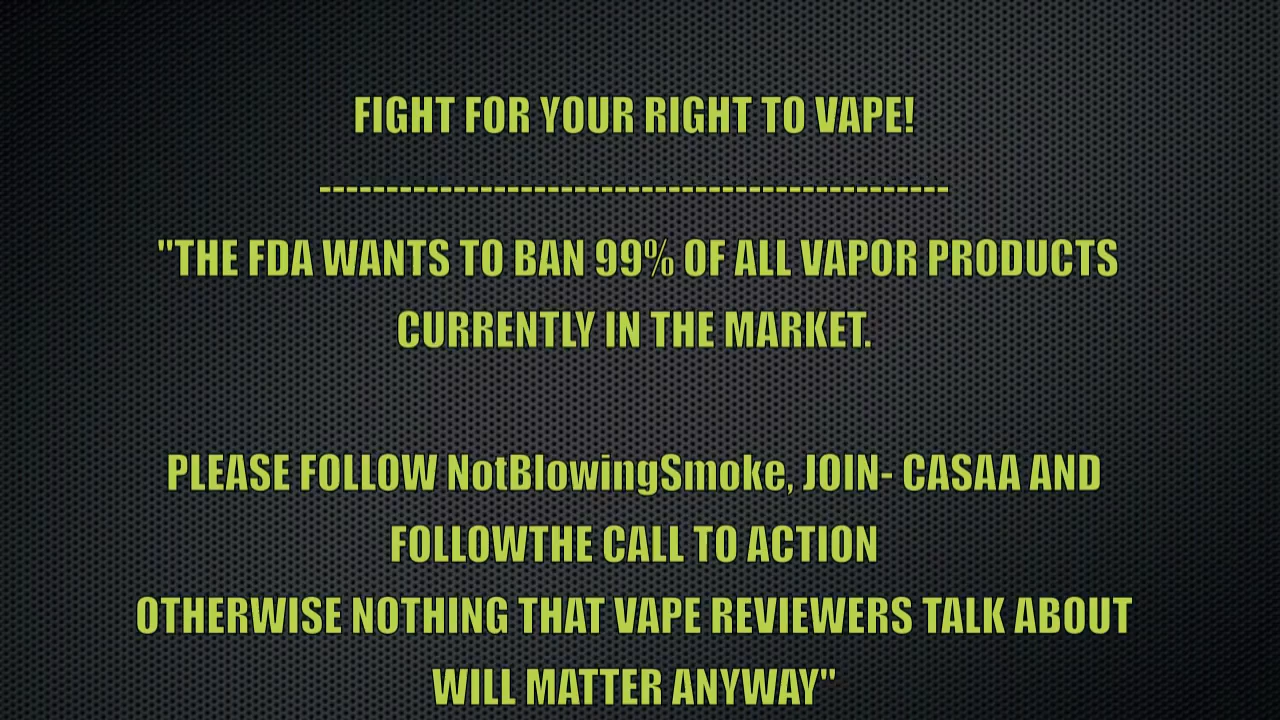 FIGHT FOR YOUR RIGHT TO VAPE!
-----------------------------------------------
"THE FDA WANTS TO BAN 99% OF ALL VAPOR PRODUCTS
CURRENTLY IN THE MARKET.
PLEASE FOLLOW NotBlowingSmoke, JOIN- CASAA AND
FOLLOWTHE CALL TO ACTION
OTHERWISE NOTHING THAT VAPE REVIEWERS TALK ABOUT
WILL MATTER ANYWAY"